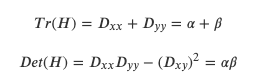 Tr(H) = Dxx + Dyy = α + β
Det(H) = DxxDyy − (Dxy)² = αβ